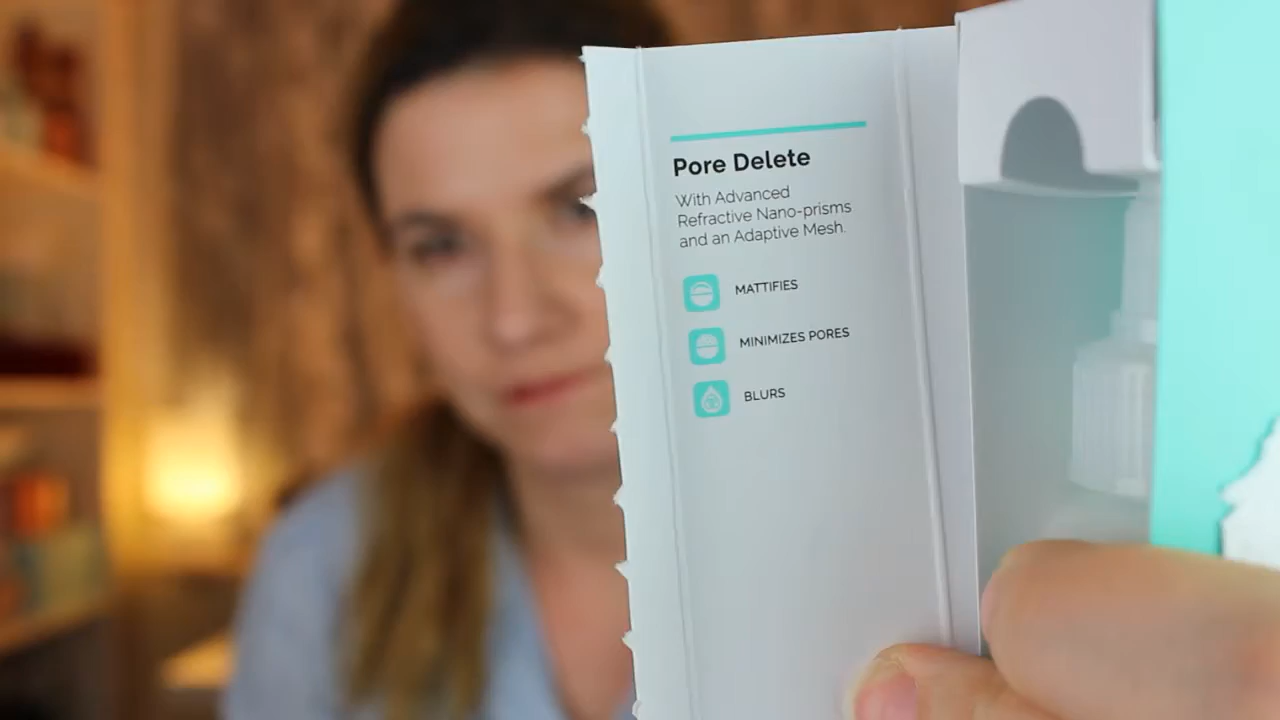 Pore Delete
With Advanced
Refractive Nano-prisms
and an Adaptive Mesh.
MATTIFIES
MINIMIZES PORES
BLURS